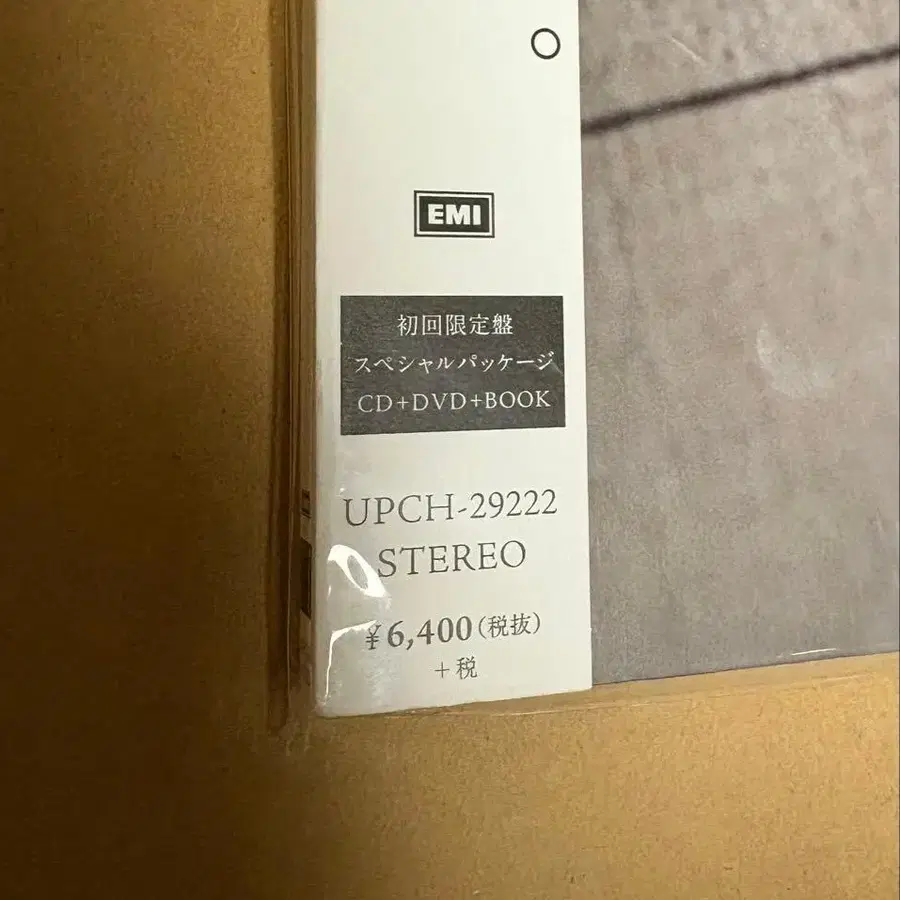 EMI
初回限定盤
スペシャルパッケージ
CD+DVD+BOOK
UPCH-29222
STEREO
¥6,400(税抜)
+税